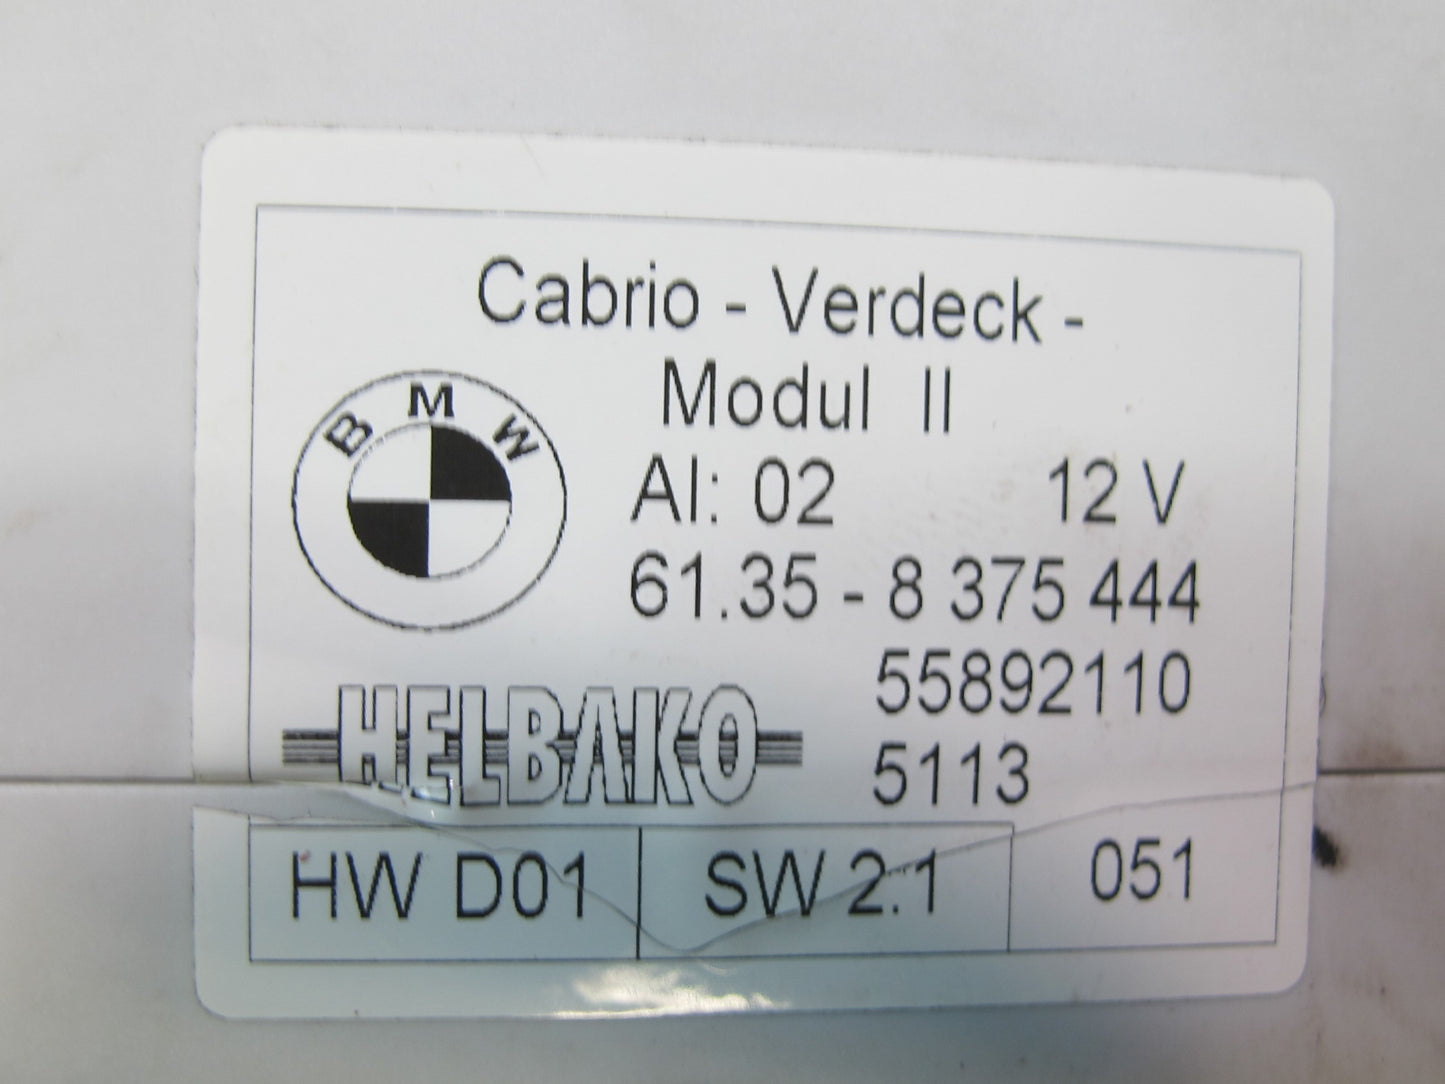 Cabrio - Verdeck -
Modul II
BMW
AI: 02 12 V
61.35 - 8 375 444
55892110
HELBAKO
5113
HW D01 SW 2.1 051